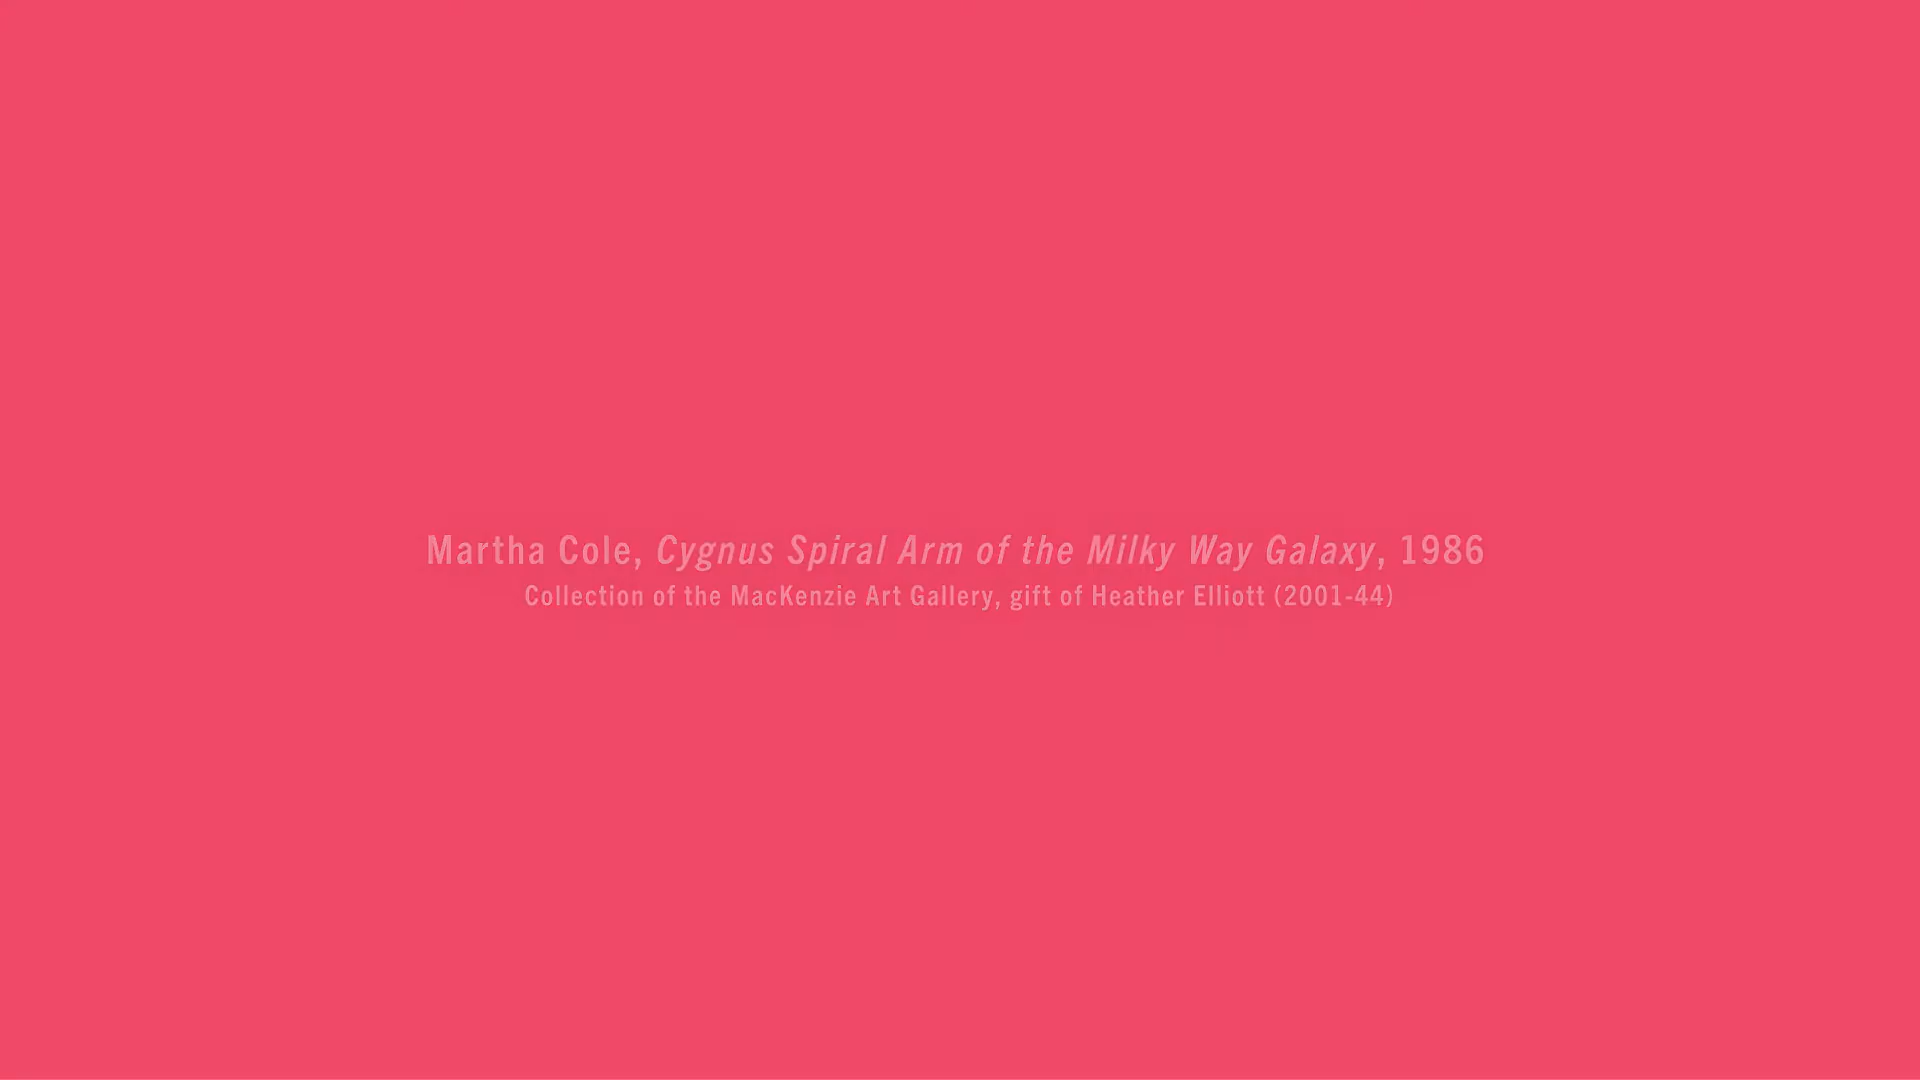 Martha Cole, Cygnus Spiral Arm of the Milky Way Galaxy, 1986
Collection of the MacKenzie Art Gallery, gift of Heather Elliott (2001-44)